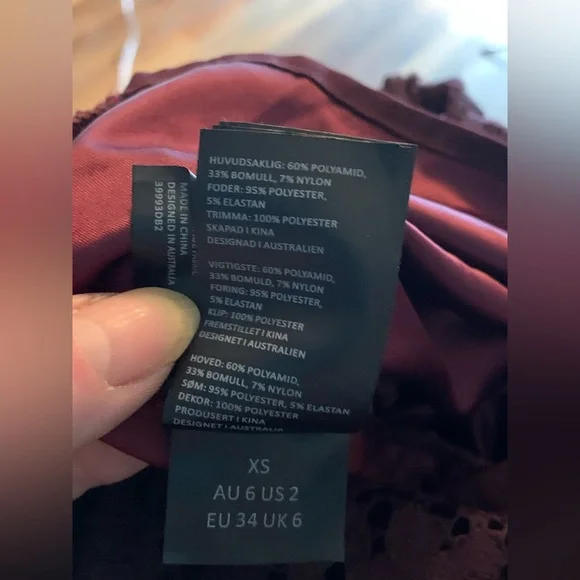 HUVUDSAKLIG: 60% POLYAMID,
33% BOMULL, 7% NYLON
FODER: 95% POLYESTER,
5% ELASTAN
TRIMMA: 100% POLYESTER
SKAPAD I KINA
DESIGNAD I AUSTRALIEN
VIGTIGSTE: 60% POLYAMID,
33% BOMULD, 7% NYLON
FORING: 95% POLYESTER,
5% ELASTAN
KLIP: 100% POLYESTER
FREMSTILLET I KINA
DESIGNET I AUSTRALIEN
HOVED: 60% POLYAMID,
33% BOMULL, 7% NYLON
SØM: 95% POLYESTER, 5% ELASTAN
DEKOR: 100% POLYESTER
PRODUSERT I KINA
DESIGNET I AUSTRALIA
MADE IN CHINA
DESIGNED IN AUSTRALIA
39993DB2
XS
AU 6 US 2
EU 34 UK 6